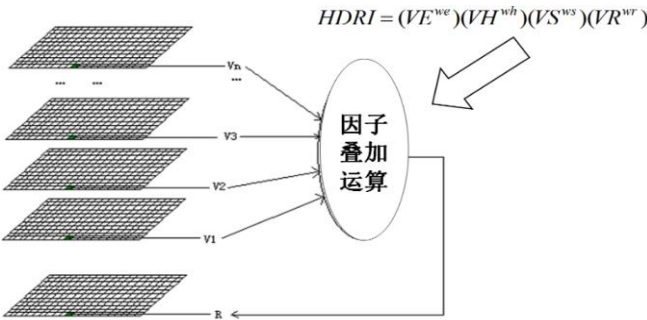 HDRI = (VE^{we})(VH^{wh})(VS^{ws})(VR^{wr})
Vn
... ... ...
V3
V2
V1
R
因子
叠加
运算